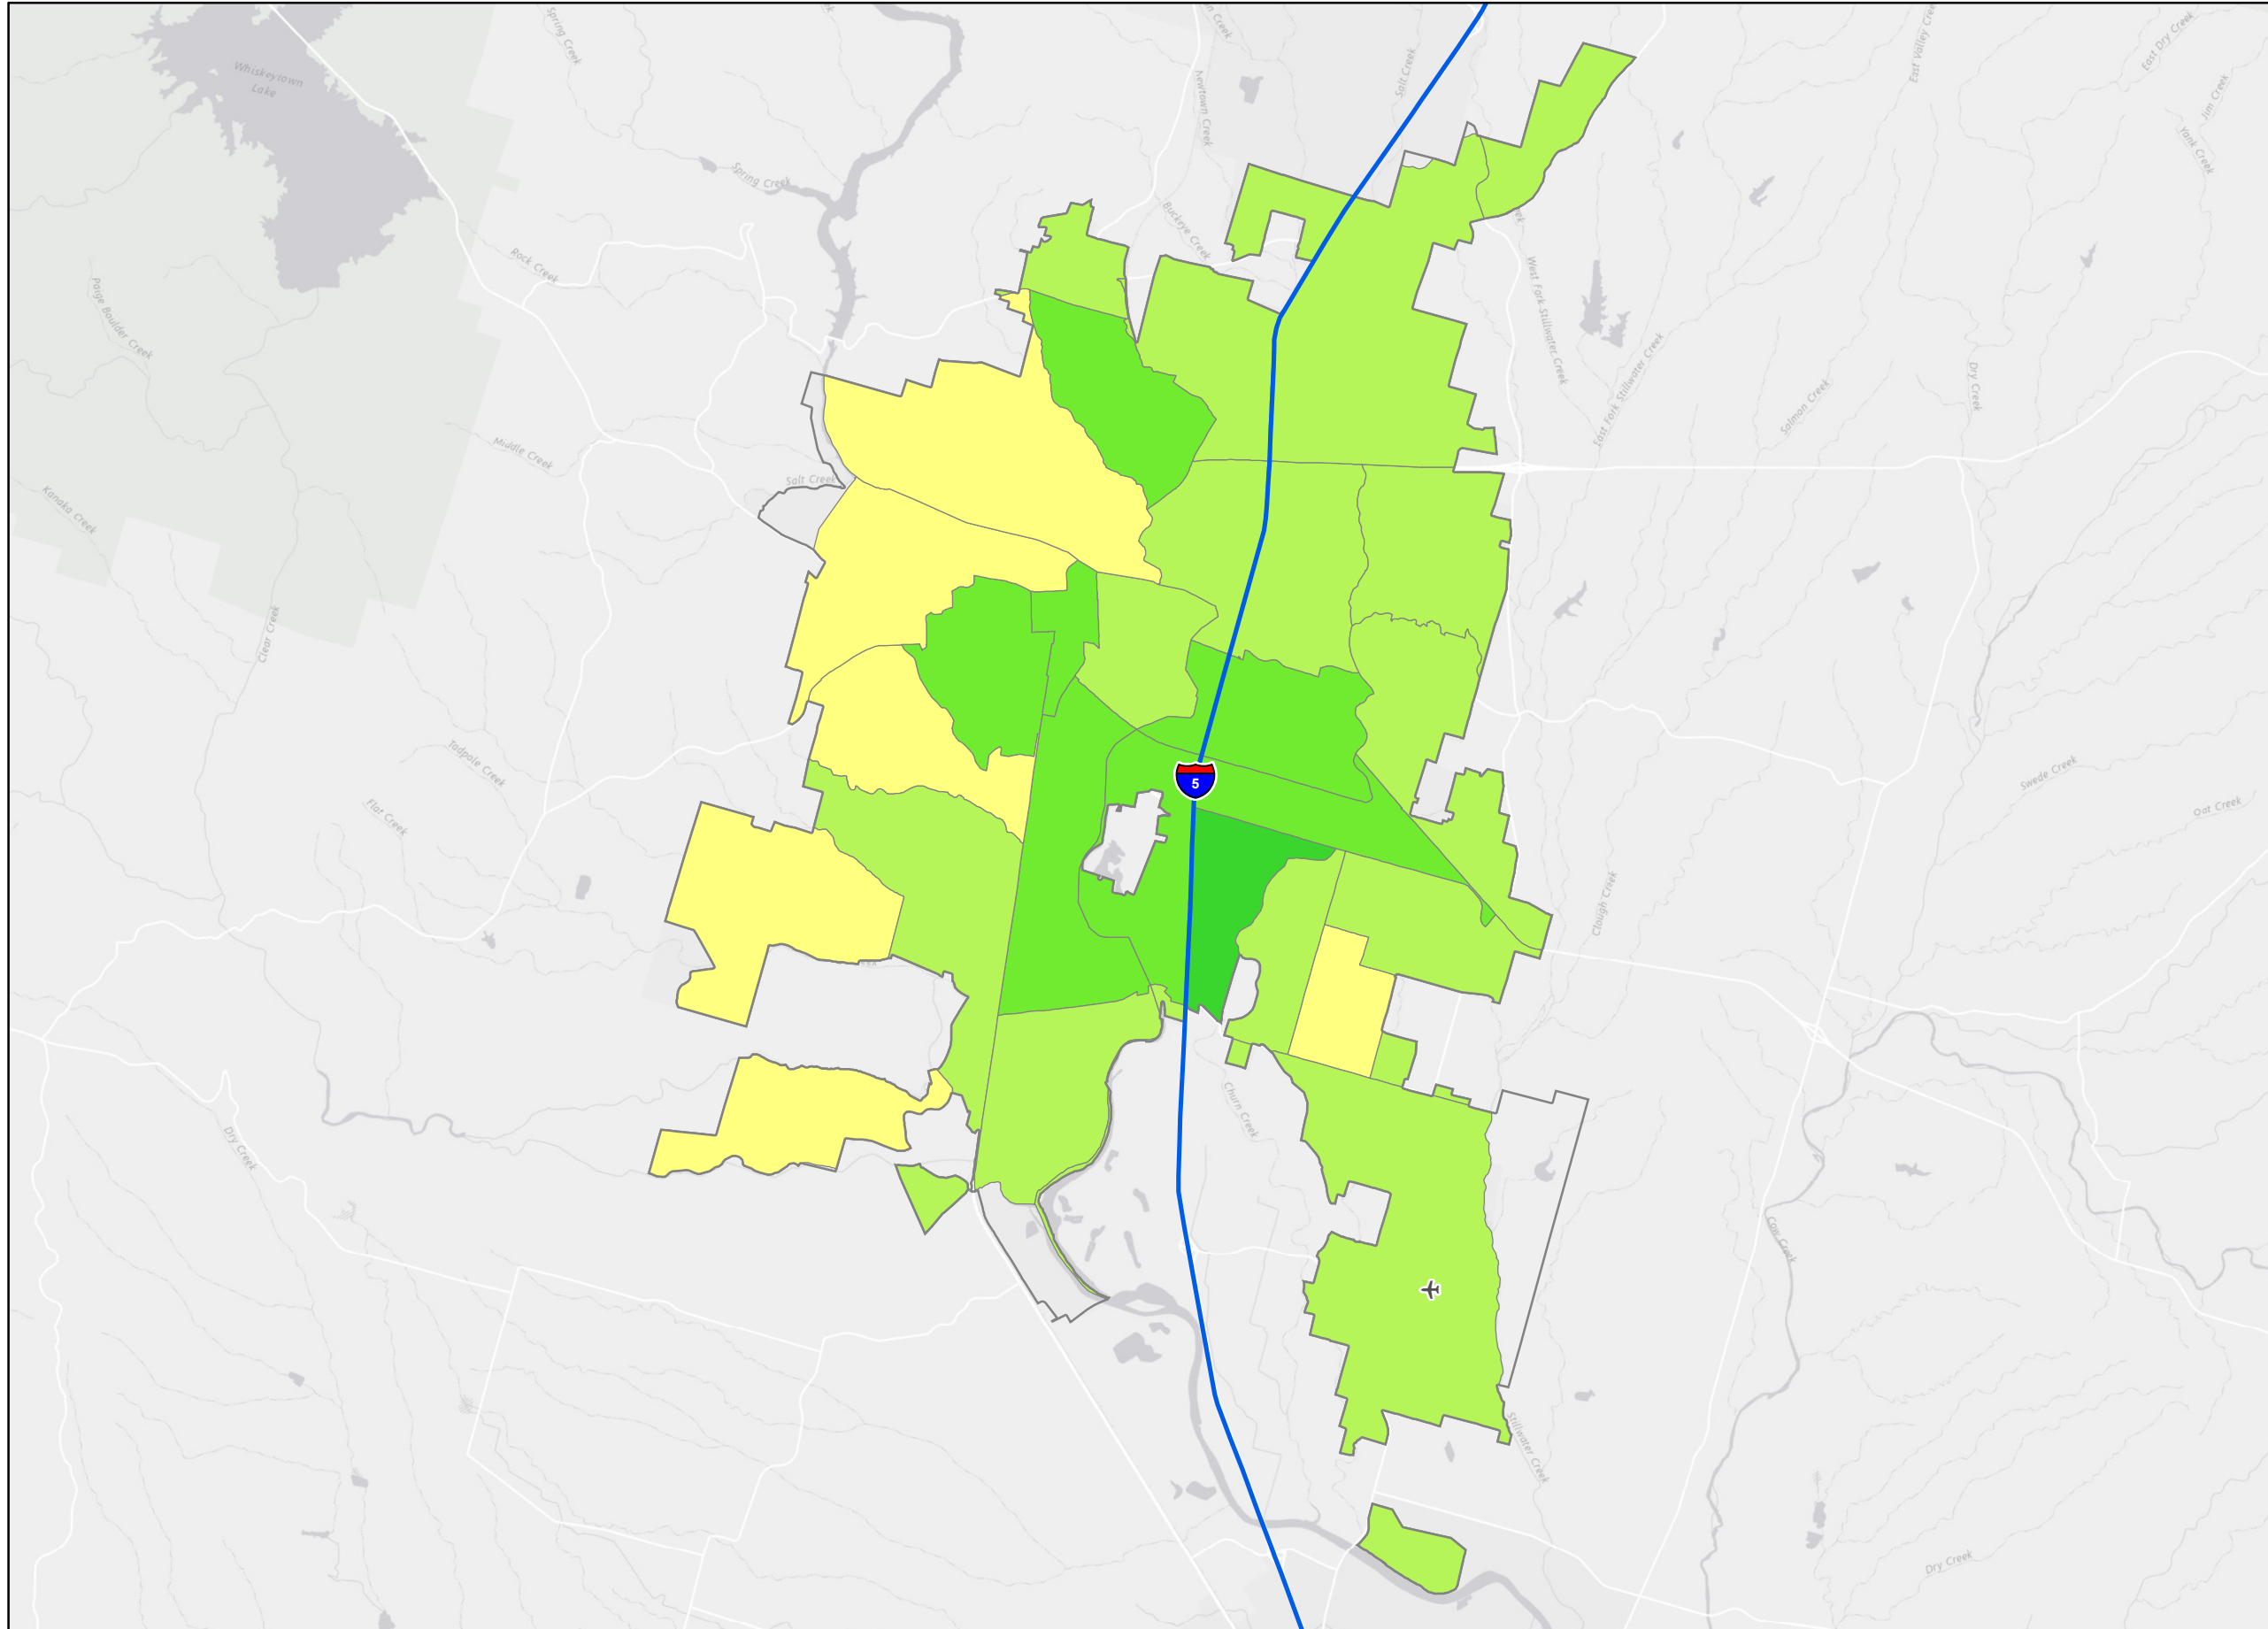 Spring Creek
Salt Creek
East Valley
East Dry Creek
Whiskeytown
Lake
Newtown Creek
Jum Creek
Yank Creek
Spring Creek
Buckeye Creek
Rock Creek
Paige Boulder Creek
West Fork Stillwater Creek
East Fork Stillwater Creek
Salmon Creek
Dry Creek
Middle Creek
Salt Creek
Kanaka Creek
Clear Creek
Tadpole Creek
Flat Creek
5
Swede Creek
Oat Creek
Clough Creek
Churn Creek
Dry Creek
Cow Creek
Stillwater Creek
Dry Creek